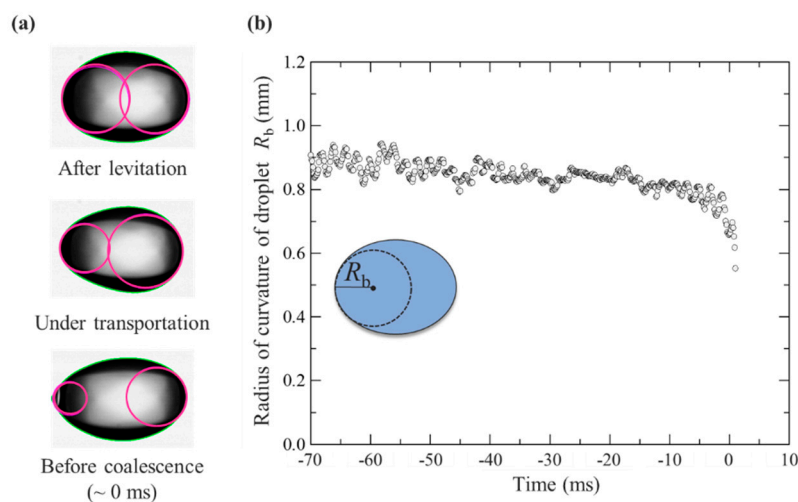 (a)
After levitation
Under transportation
Before coalescence
(~ 0 ms)
(b)
Radius of curvature of droplet R_b (mm)
1.2
1.0
0.8
0.6
0.4
0.2
0.0
R_b
-70 -60 -50 -40 -30 -20 -10 0 10
Time (ms)